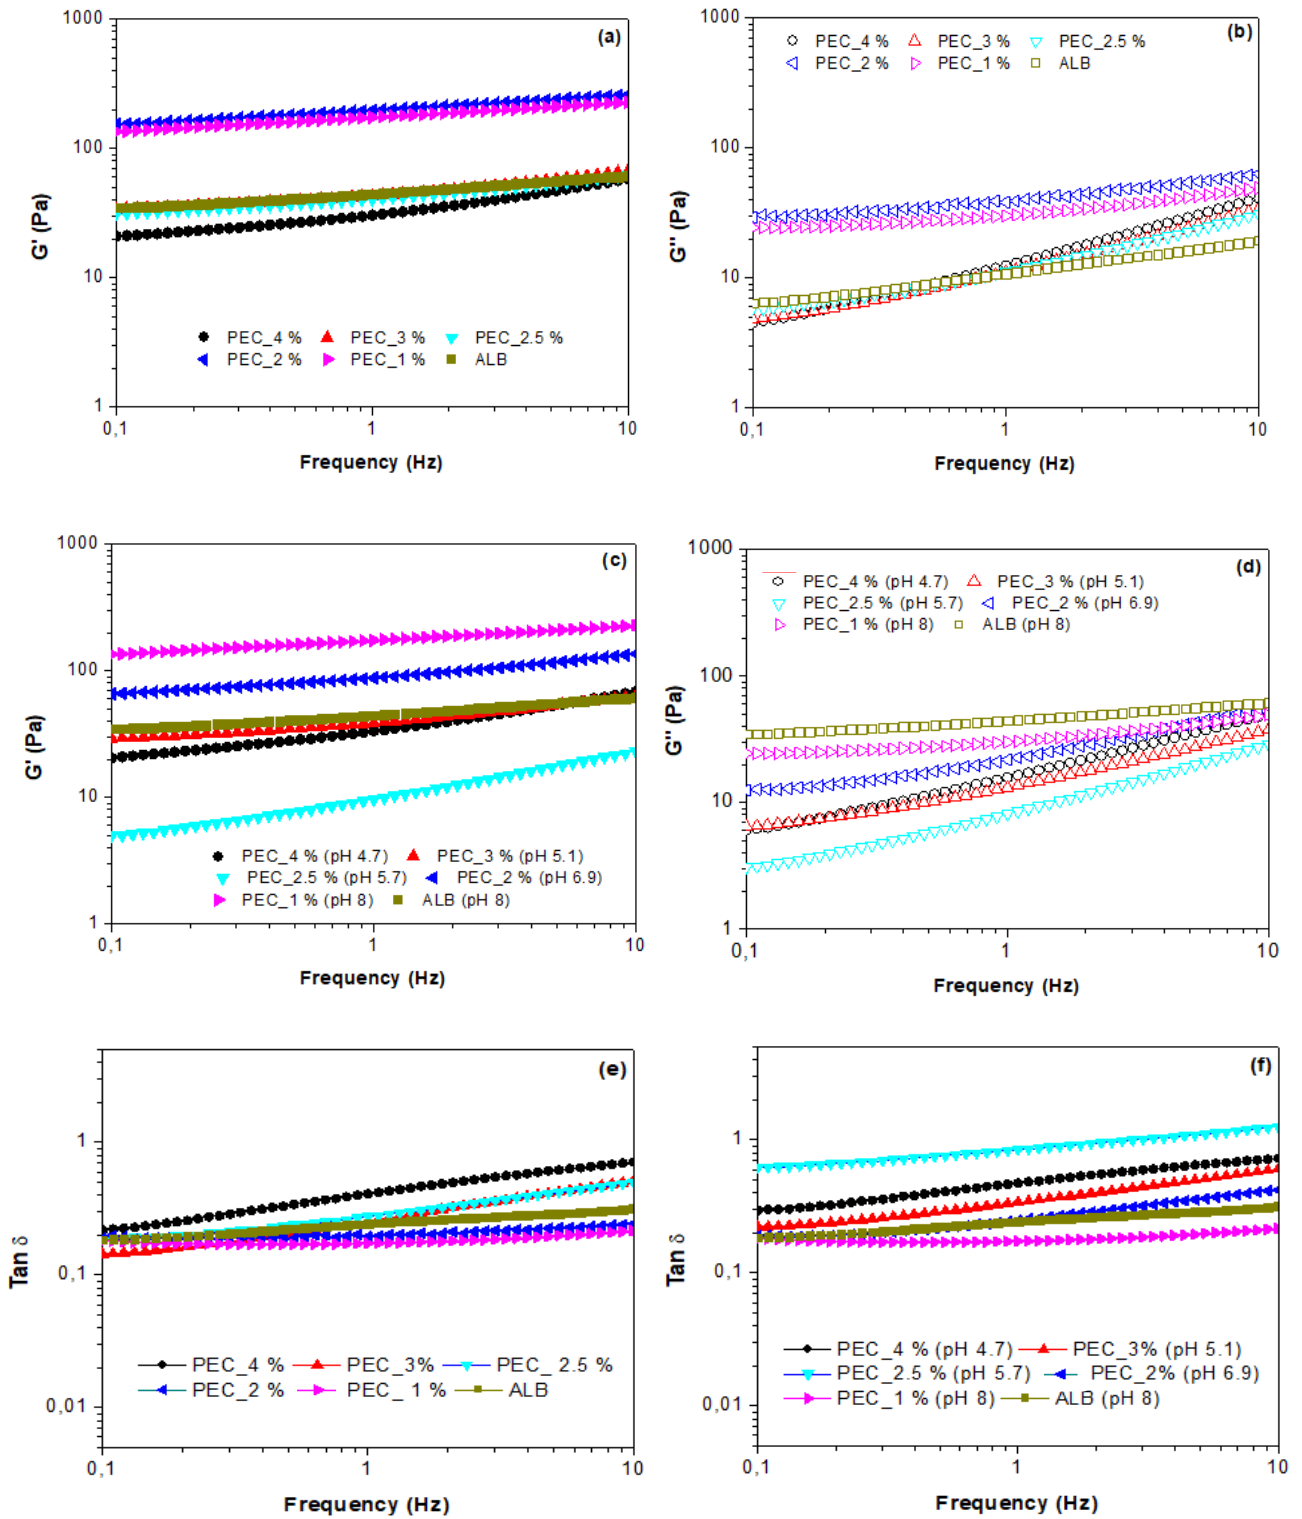 1000
100
10
1
G' (Pa)
(a)
PEC_4 % PEC_3 % PEC_2.5 %
PEC_2 % PEC_1 % ALB
0,1 1 10
Frequency (Hz)
1000
100
10
1
G'' (Pa)
(b)
PEC_4 % PEC_3 % PEC_2.5 %
PEC_2 % PEC_1 % ALB
0,1 1 10
Frequency (Hz)
1000
100
10
1
G' (Pa)
(c)
PEC_4 % (pH 4.7) PEC_3 % (pH 5.1)
PEC_2.5 % (pH 5.7) PEC_2 % (pH 6.9)
PEC_1 % (pH 8) ALB (pH 8)
0,1 1 10
Frequency (Hz)
1000
100
10
1
G'' (Pa)
(d)
PEC_4 % (pH 4.7) PEC_3 % (pH 5.1)
PEC_2.5 % (pH 5.7) PEC_2 % (pH 6.9)
PEC_1 % (pH 8) ALB (pH 8)
0,1 1 10
Frequency (Hz)
1
0,1
0,01
Tan δ
(e)
PEC_4 % PEC_3% PEC_ 2.5 %
PEC_2 % PEC_ 1 % ALB
0,1 1 10
Frequency (Hz)
1
0,1
0,01
Tan δ
(f)
PEC_4 % (pH 4.7) PEC_3% (pH 5.1)
PEC_2.5 % (pH 5.7) PEC_2% (pH 6.9)
PEC_1 % (pH 8) ALB (pH 8)
0,1 1 10
Frequency (Hz)